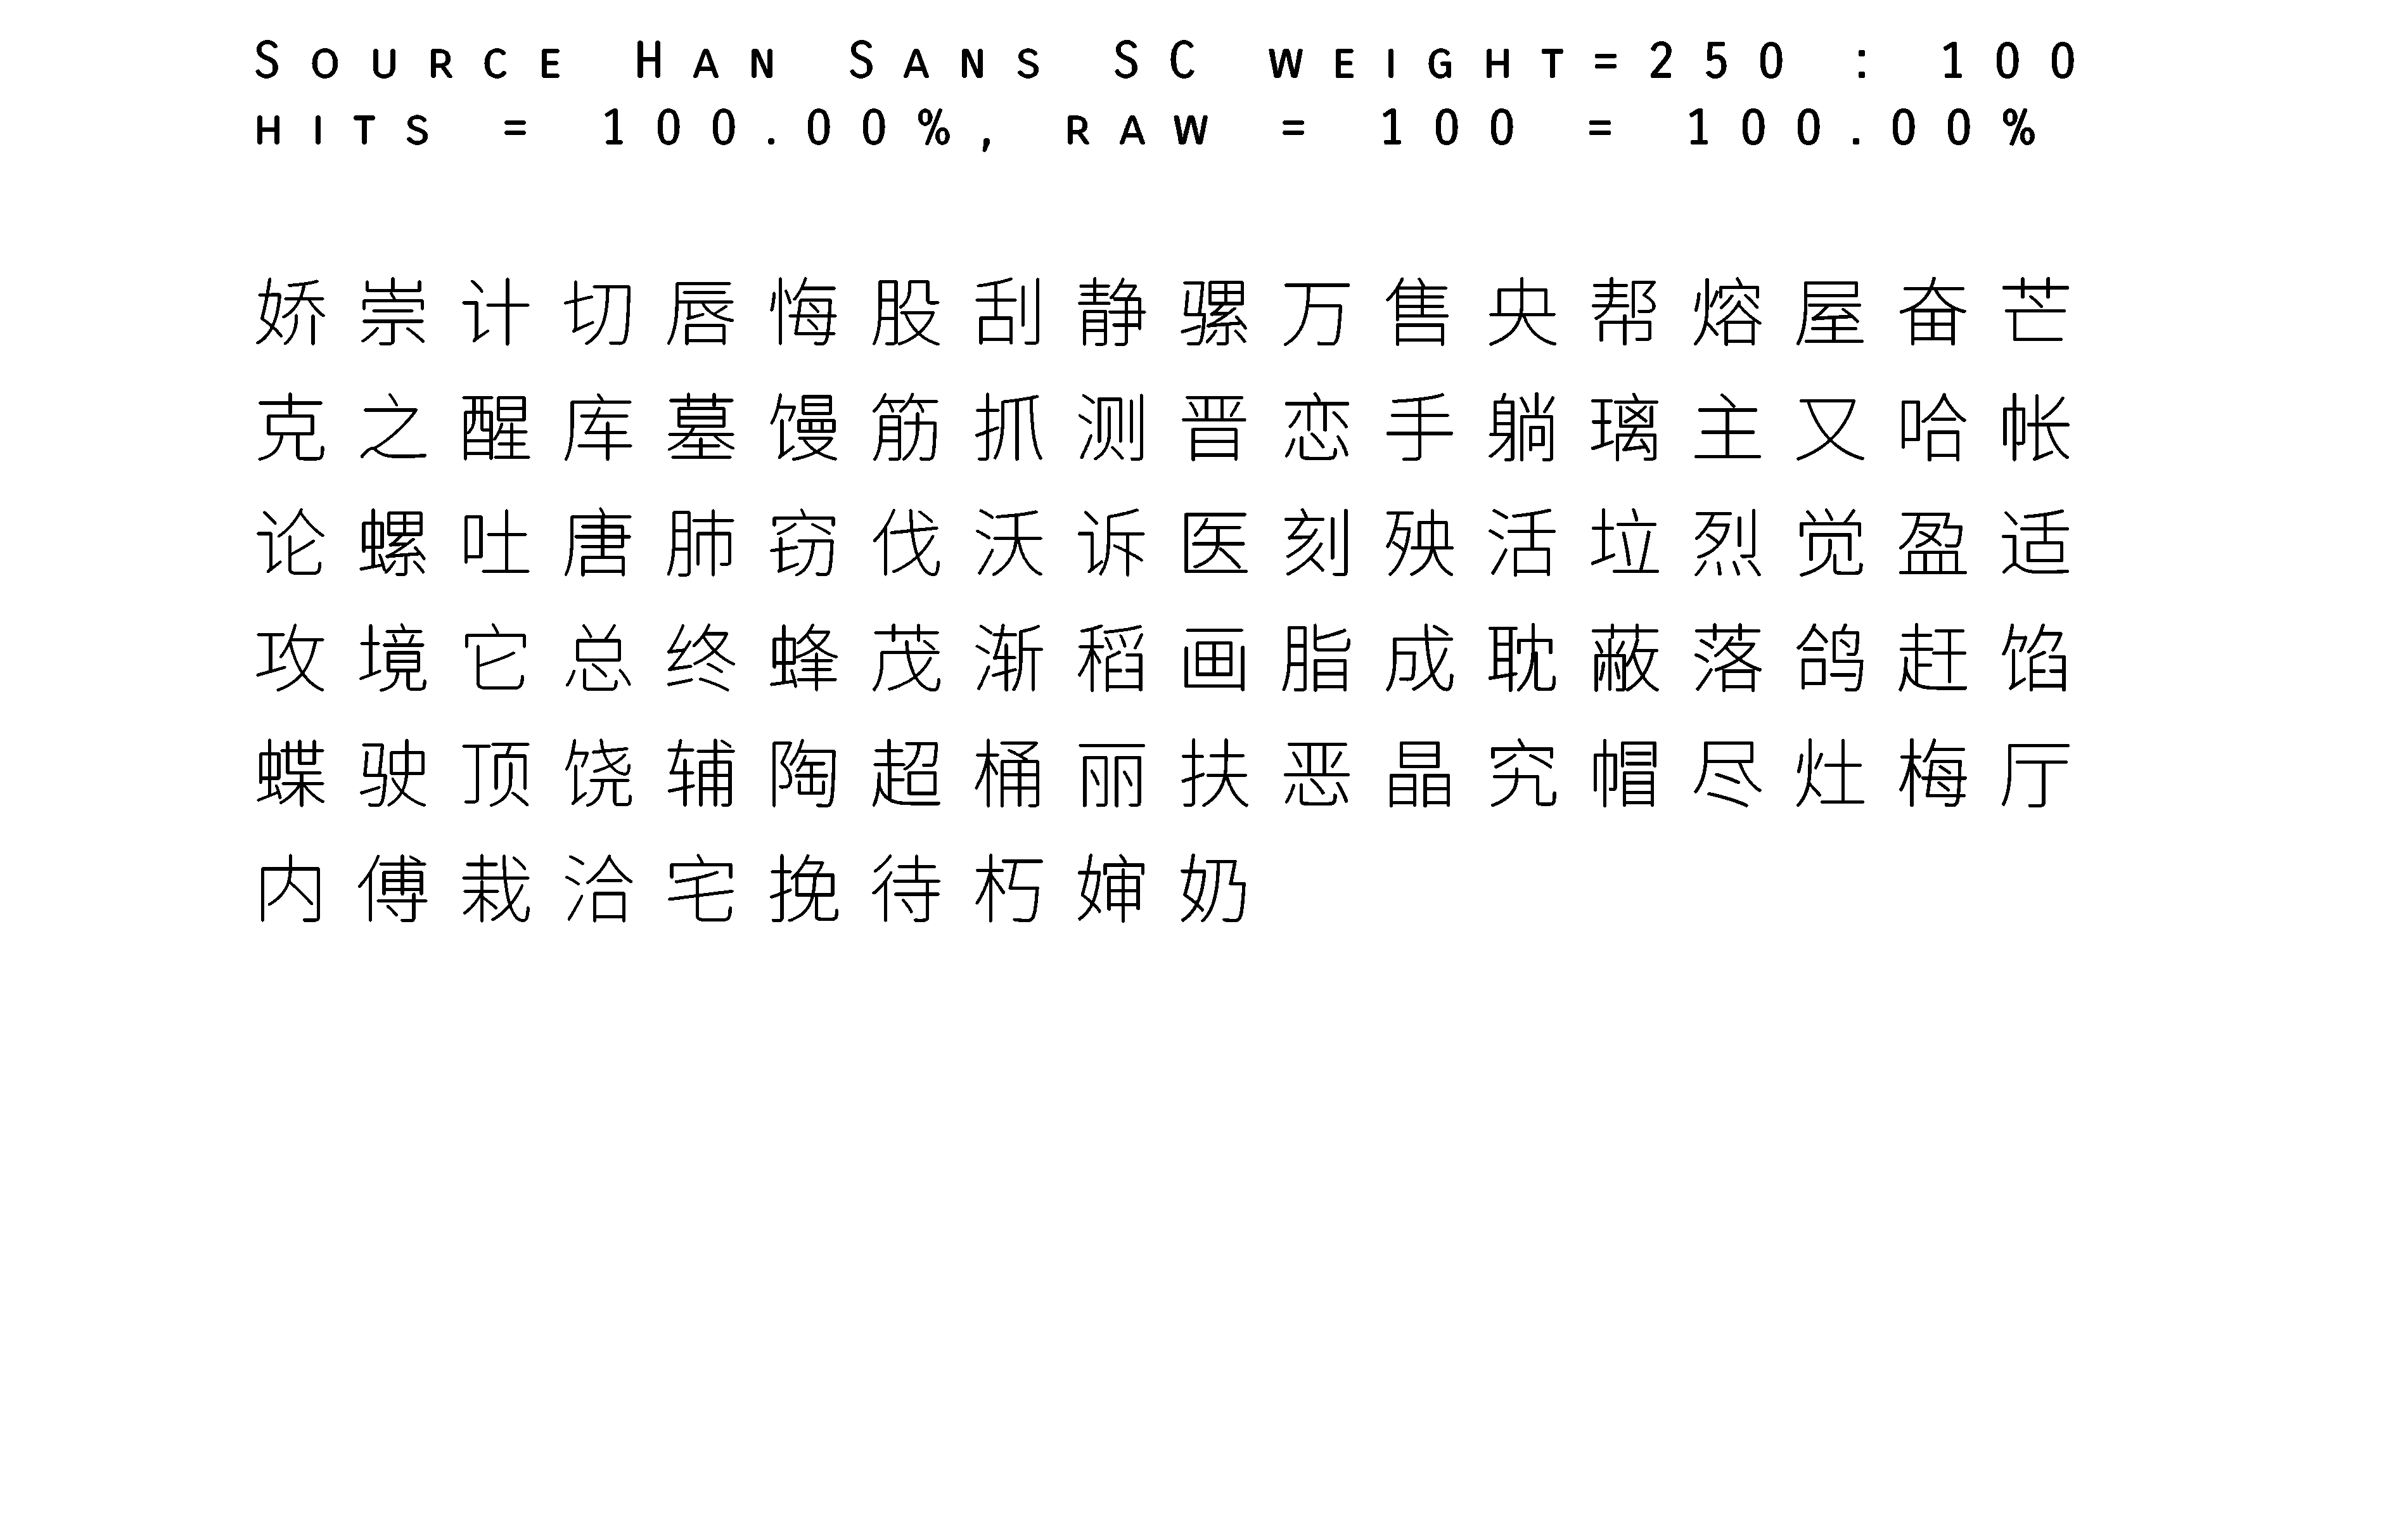 Source Han Sans SC weight=250 : 100
hits = 100.00%, raw = 100 = 100.00%
娇崇计切唇悔股刮静骡万售央帮熔屋奋芒
克之醒库墓馒筋抓测晋恋手躺璃主又哈帐
论螺吐唐肺窃伐沃诉医刻殃活垃烈觉盈适
攻境它总终蜂茂渐稻画脂成耽蔽落鸽赶馅
蝶驶顶饶辅陶超桶丽扶恶晶究帽尽灶梅厅
内傅栽洽宅挽待朽婶奶